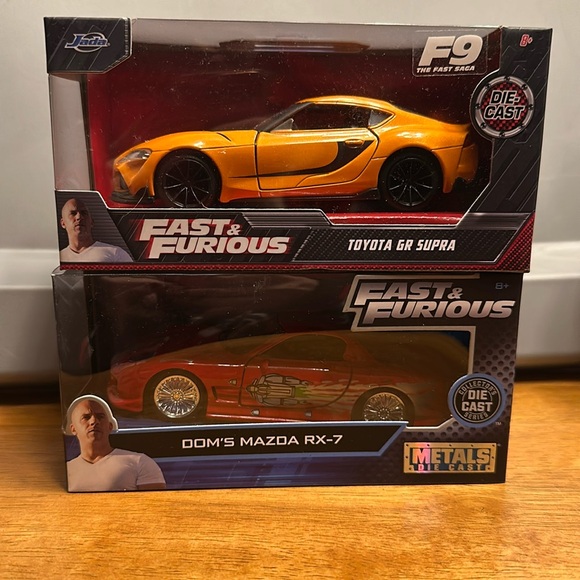 Jada
F9
THE FAST SAGA
8+
DIE-CAST
FAST &
FURIOUS
TOYOTA GR SUPRA
FAST &
FURIOUS
8+
COLLECTORS
DIE
CAST
SERIES
DOM'S MAZDA RX-7
METALS
DIE CAST